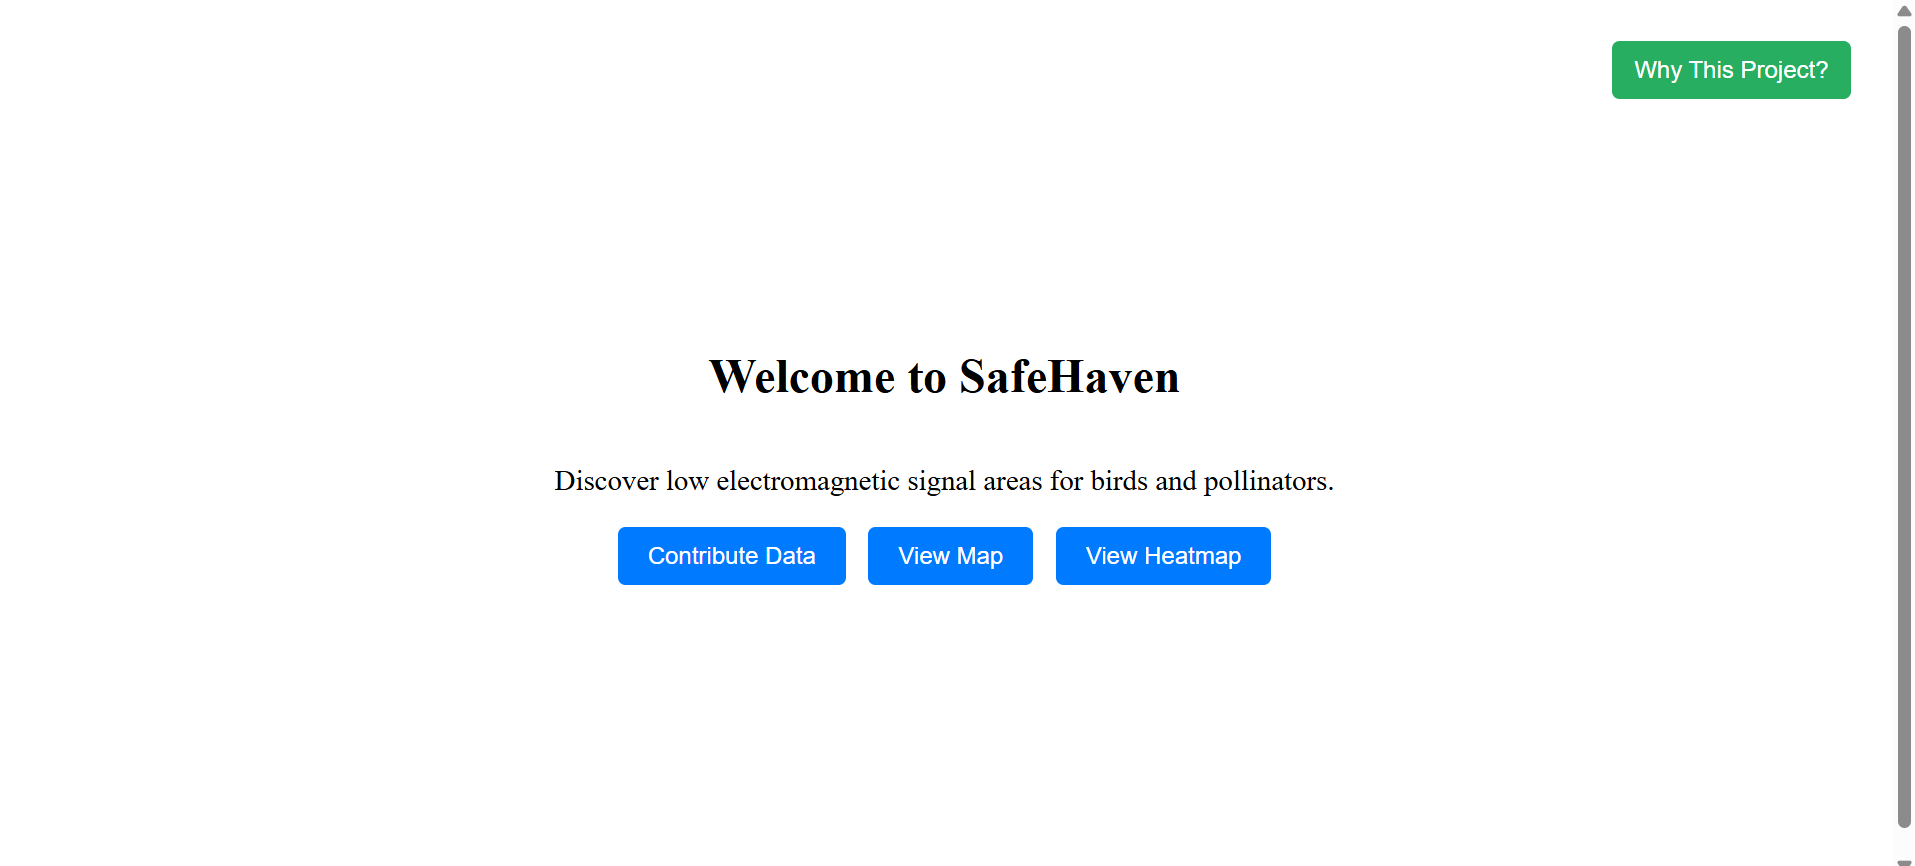 Why This Project?
Welcome to SafeHaven
Discover low electromagnetic signal areas for birds and pollinators.
Contribute Data View Map View Heatmap